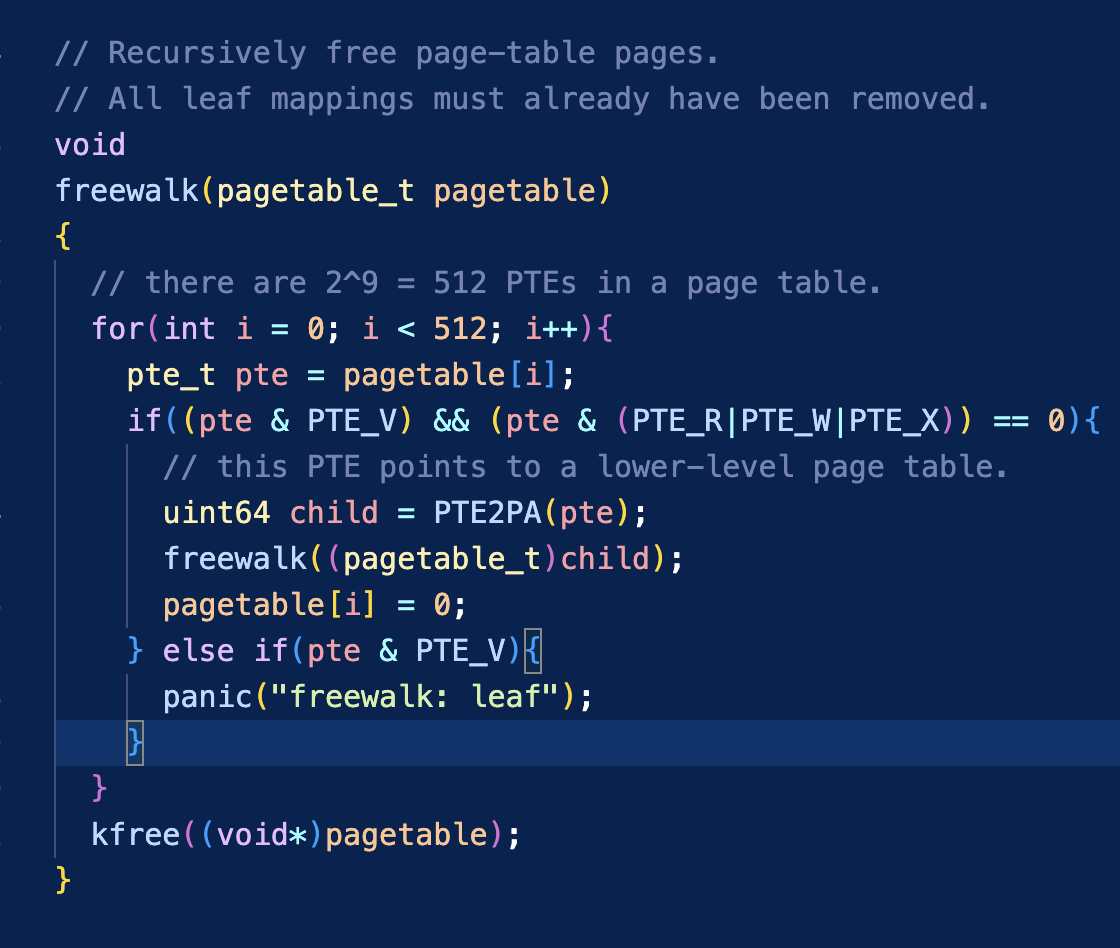 // Recursively free page-table pages.
// All leaf mappings must already have been removed.
void
freewalk(pagetable_t pagetable)
{
  // there are 2^9 = 512 PTEs in a page table.
  for(int i = 0; i < 512; i++){
    pte_t pte = pagetable[i];
    if((pte & PTE_V) && (pte & (PTE_R|PTE_W|PTE_X)) == 0){
      // this PTE points to a lower-level page table.
      uint64 child = PTE2PA(pte);
      freewalk((pagetable_t)child);
      pagetable[i] = 0;
    } else if(pte & PTE_V){
      panic("freewalk: leaf");
    }
  }
  kfree((void*)pagetable);
}